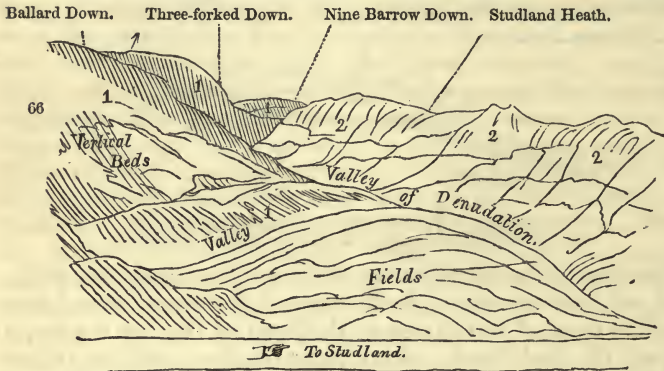 Ballard Down. Three-forked Down. Nine Barrow Down. Studland Heath.
66
1
1
1
2
2
2
Vertical
Beds
Valley
of Denudation.
1
Valley
Fields
To Studland.